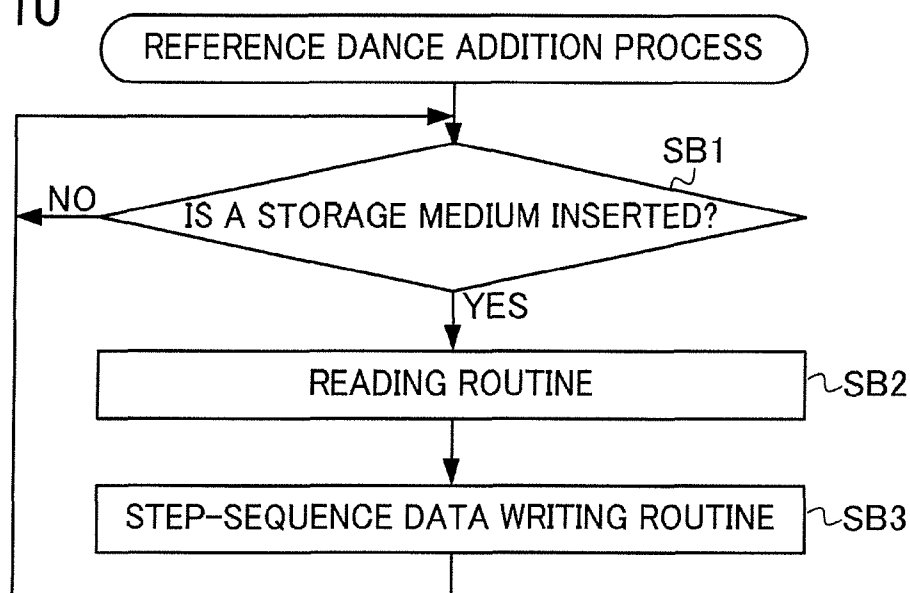 10
REFERENCE DANCE ADDITION PROCESS
SB1
NO
IS A STORAGE MEDIUM INSERTED?
YES
READING ROUTINE
SB2
STEP-SEQUENCE DATA WRITING ROUTINE
SB3